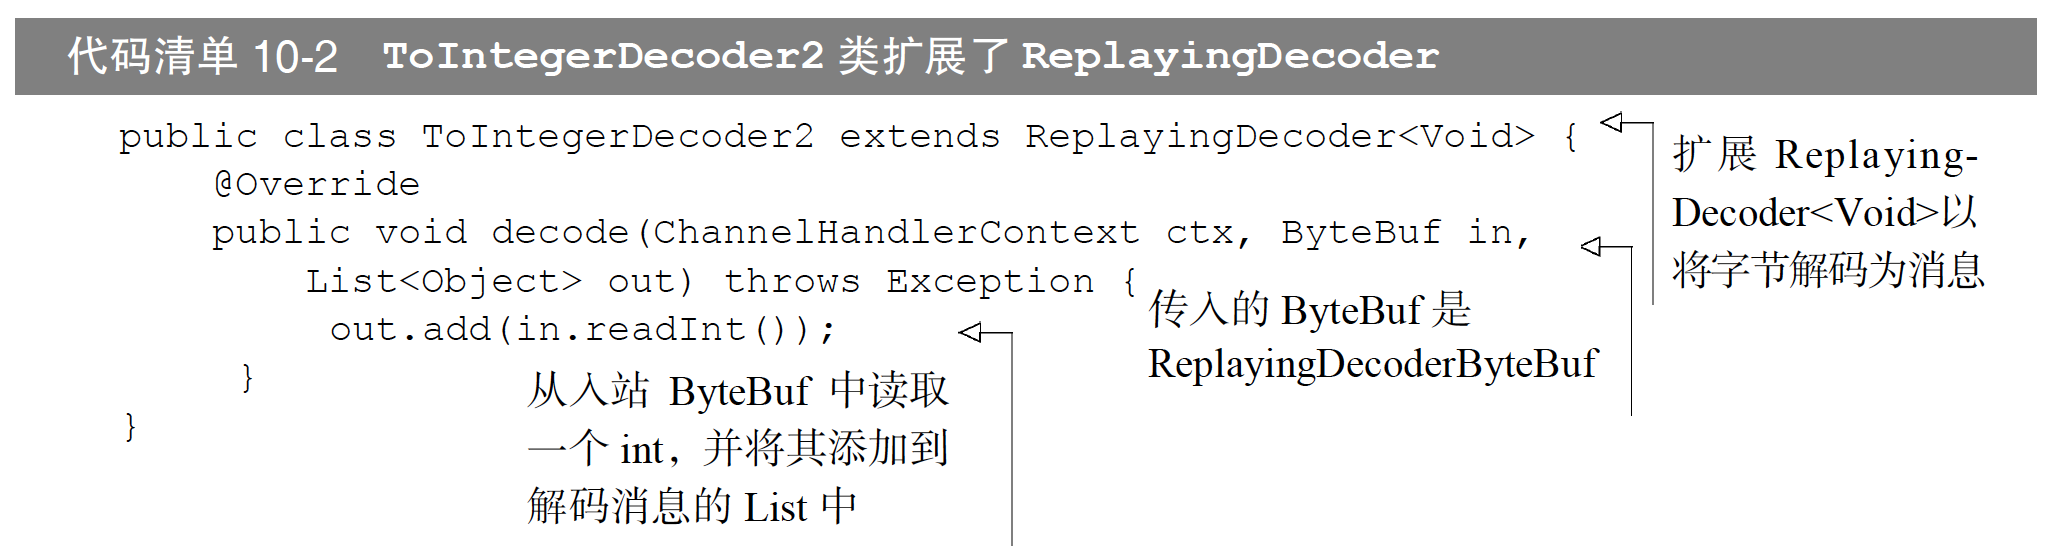 代码清单 10-2 ToIntegerDecoder2 类扩展了 ReplayingDecoder
public class ToIntegerDecoder2 extends ReplayingDecoder<Void> {
@Override
public void decode(ChannelHandlerContext ctx, ByteBuf in,
List<Object> out) throws Exception {
out.add(in.readInt());
}
}
扩展 Replaying-
Decoder<Void>以
将字节解码为消息
传入的 ByteBuf 是
ReplayingDecoderByteBuf
从入站 ByteBuf 中读取
一个 int，并将其添加到
解码消息的 List 中